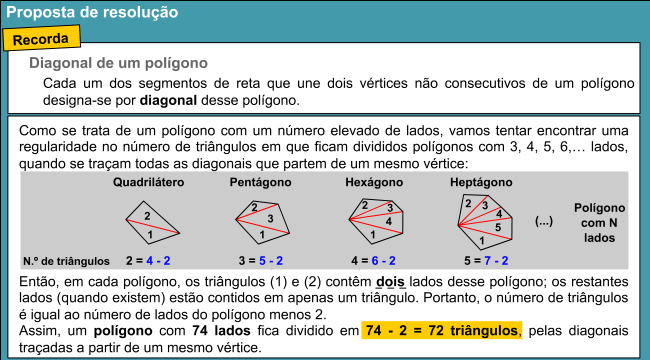 Proposta de resolução
Recorda
Diagonal de um polígono
Cada um dos segmentos de reta que une dois vértices não consecutivos de um polígono
designa-se por diagonal desse polígono.
Como se trata de um polígono com um número elevado de lados, vamos tentar encontrar uma
regularidade no número de triângulos em que ficam divididos polígonos com 3, 4, 5, 6,… lados,
quando se traçam todas as diagonais que partem de um mesmo vértice:
Quadrilátero Pentágono Hexágono Heptágono
2 1
2 3 1
2 3 4 1
2 3 4 5 1
(...)
Polígono
com N
lados
N.º de triângulos 2 = 4 - 2 3 = 5 - 2 4 = 6 - 2 5 = 7 - 2
Então, em cada polígono, os triângulos (1) e (2) contêm dois lados desse polígono; os restantes
lados (quando existem) estão contidos em apenas um triângulo. Portanto, o número de triângulos
é igual ao número de lados do polígono menos 2.
Assim, um polígono com 74 lados fica dividido em 74 - 2 = 72 triângulos, pelas diagonais
traçadas a partir de um mesmo vértice.